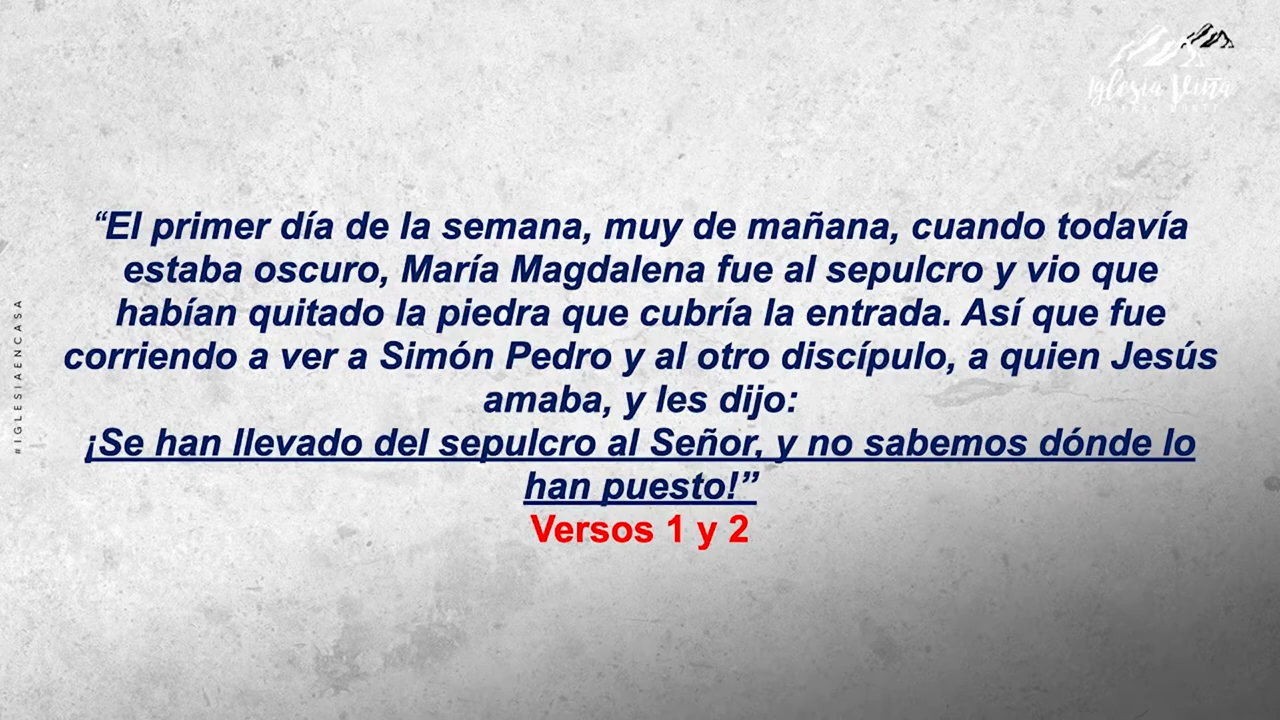 Iglesia Viña
“El primer día de la semana, muy de mañana, cuando todavía
estaba oscuro, María Magdalena fue al sepulcro y vio que
habían quitado la piedra que cubría la entrada. Así que fue
corriendo a ver a Simón Pedro y al otro discípulo, a quien Jesús
amaba, y les dijo:
¡Se han llevado del sepulcro al Señor, y no sabemos dónde lo
han puesto!”
Versos 1 y 2
#IGLESIAENCASA